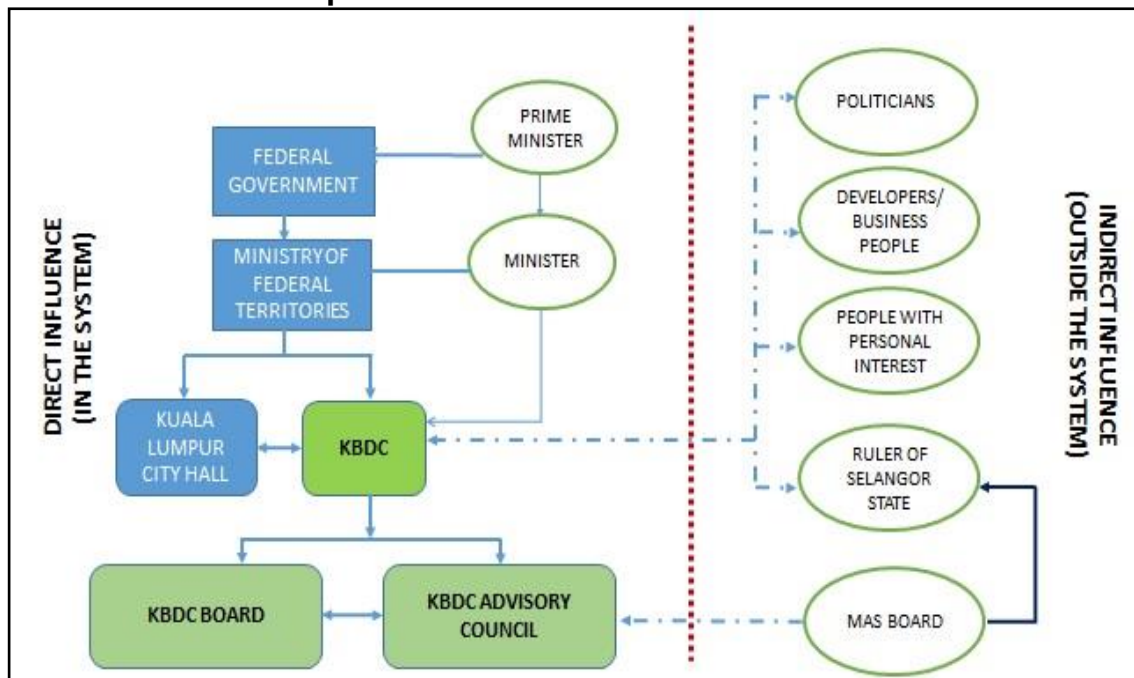 DIRECT INFLUENCE
(IN THE SYSTEM)
PRIME
MINISTER
FEDERAL
GOVERNMENT
MINISTRY OF
FEDERAL
TERRITORIES
MINISTER
KUALA
LUMPUR
CITY HALL
KBDC
KBDC BOARD
KBDC ADVISORY
COUNCIL
POLITICIANS
DEVELOPERS/
BUSINESS
PEOPLE
PEOPLE WITH
PERSONAL
INTEREST
RULER OF
SELANGOR
STATE
MAS BOARD
INDIRECT INFLUENCE
(OUTSIDE THE SYSTEM)